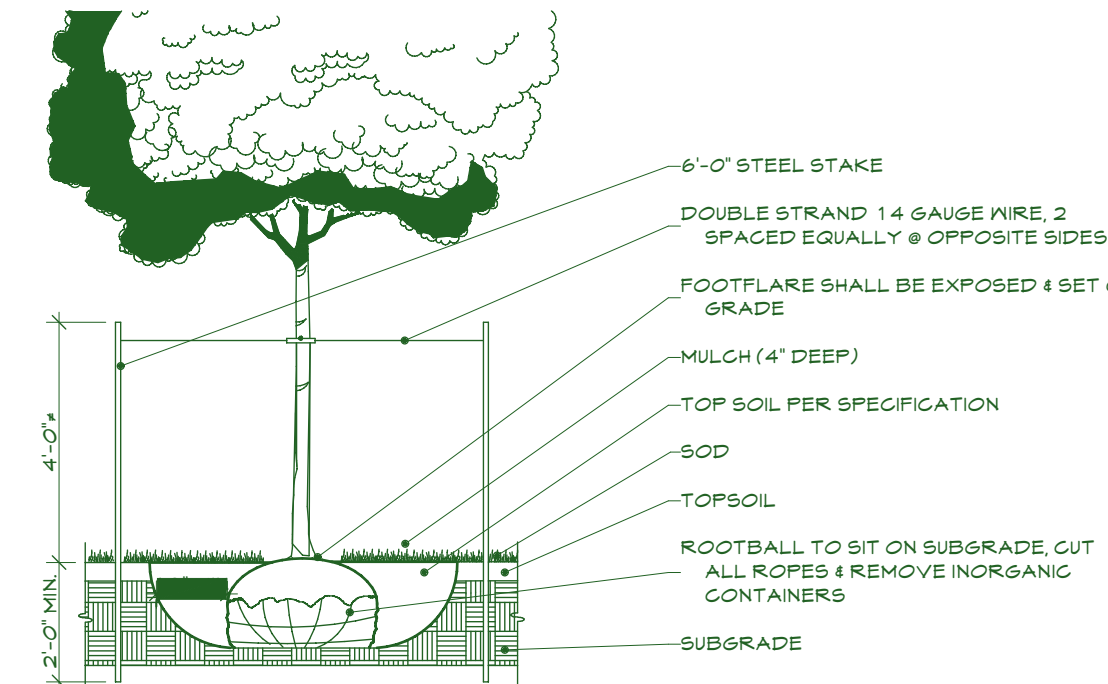 6'-0" STEEL STAKE
DOUBLE STRAND 14 GAUGE WIRE, 2
SPACED EQUALLY @ OPPOSITE SIDES
FOOTFLARE SHALL BE EXPOSED & SET
GRADE
MULCH (4" DEEP)
TOP SOIL PER SPECIFICATION
SOD
TOPSOIL
ROOTBALL TO SIT ON SUBGRADE, CUT
ALL ROPES & REMOVE INORGANIC
CONTAINERS
SUBGRADE
4'-0"±
2'-0" MIN.